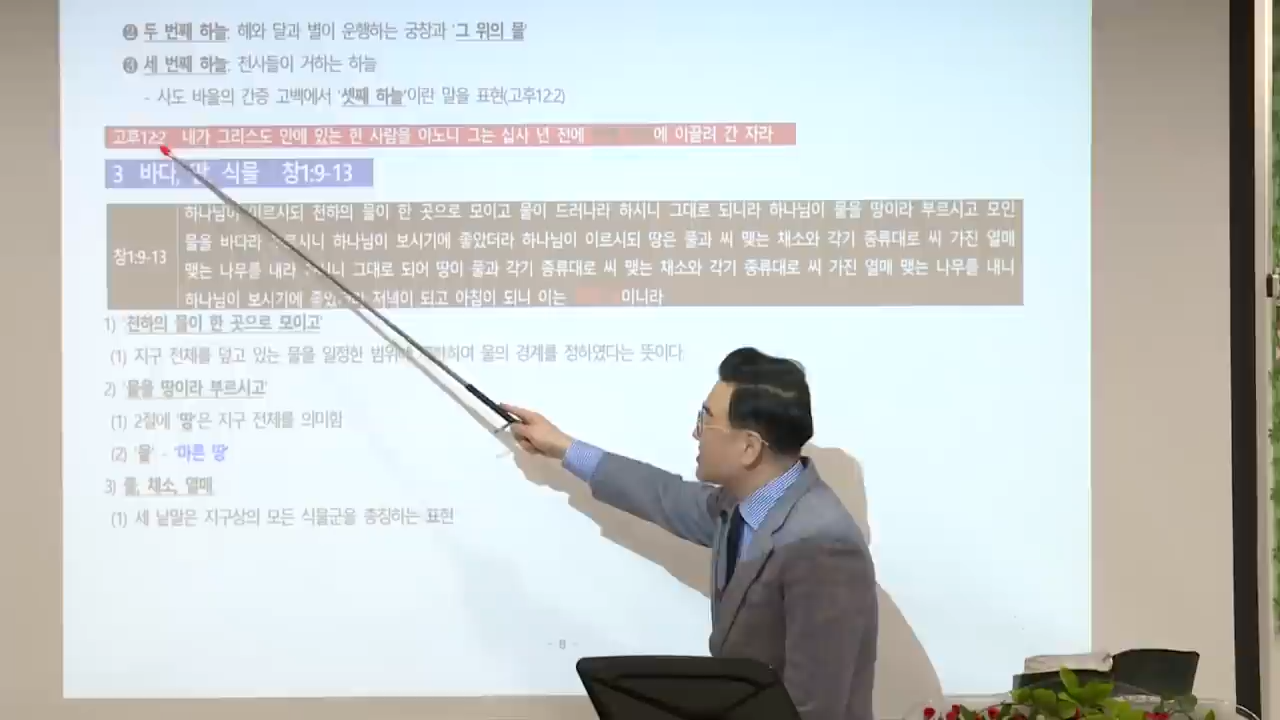 ❷ 두 번째 하늘: 해와 달과 별이 운행하는 궁창과 '그 위의 물'
❸ 세 번째 하늘: 천사들이 거하는 하늘
- 사도 바울의 간증 고백에서 '셋째 하늘'이란 말을 표현(고후12:2)
고후12:2 내가 그리스도 안에 있는 한 사람을 아노니 그는 십사 년 전에 에 이끌려 간 자라
3 바다, 땅, 식물 창1:9-13
하나님이 이르시되 천하의 물이 한 곳으로 모이고 뭍이 드러나라 하시니 그대로 되니라 하나님이 뭍을 땅이라 부르시고 모인
물을 바다라 부르시니 하나님이 보시기에 좋았더라 하나님이 이르시되 땅은 풀과 씨 맺는 채소와 각기 종류대로 씨 가진 열매
창1:9-13
맺는 나무를 내라 하시니 그대로 되어 땅이 풀과 각기 종류대로 씨 맺는 채소와 각기 종류대로 씨 가진 열매 맺는 나무를 내니
하나님이 보시기에 좋았더라 저녁이 되고 아침이 되니 이는 이니라
1) '천하의 물이 한 곳으로 모이고'
(1) 지구 전체를 덮고 있는 물을 일정한 범위에 물의 경계를 정하였다는 뜻이다.
2) '뭍을 땅이라 부르시고'
(1) 2절에 '땅'은 지구 전체를 의미함
(2) '뭍' - '마른 땅'
3) 풀, 채소, 열매
(1) 세 낱말은 지구상의 모든 식물군을 총칭하는 표현
- 8 -